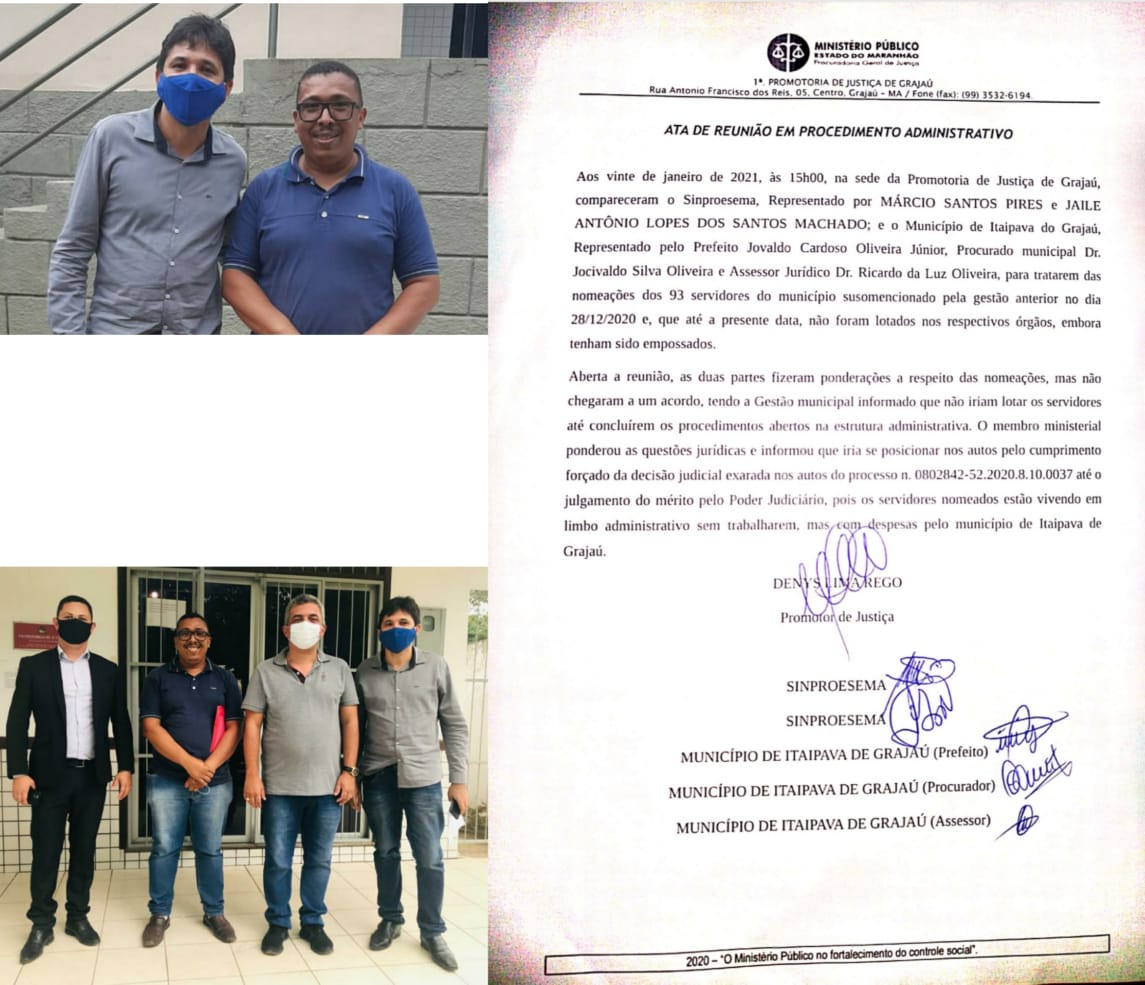 MINISTÉRIO PÚBLICO
ESTADO DO MARANHÃO
Procuradoria Geral de Justiça
1ª. PROMOTORIA DE JUSTIÇA DE GRAJAÚ
Rua Antonio Francisco dos Reis, 05, Centro, Grajaú – MA / Fone (fax): (99) 3532-6194.
ATA DE REUNIÃO EM PROCEDIMENTO ADMINISTRATIVO
Aos vinte de janeiro de 2021, às 15h00, na sede da Promotoria de Justiça de Grajaú,
compareceram o Sinproesema, Representado por MÁRCIO SANTOS PIRES e JAILE
ANTÔNIO LOPES DOS SANTOS MACHADO; e o Município de Itaipava do Grajaú,
Representado pelo Prefeito Jovaldo Cardoso Oliveira Júnior, Procurado municipal Dr.
Jocivaldo Silva Oliveira e Assessor Jurídico Dr. Ricardo da Luz Oliveira, para tratarem das
nomeações dos 93 servidores do município susomencionado pela gestão anterior no dia
28/12/2020 e, que até a presente data, não foram lotados nos respectivos órgãos, embora
tenham sido empossados.
Aberta a reunião, as duas partes fizeram ponderações a respeito das nomeações, mas não
chegaram a um acordo, tendo a Gestão municipal informado que não iriam lotar os servidores
até concluírem os procedimentos abertos na estrutura administrativa. O membro ministerial
ponderou as questões jurídicas e informou que iria se posicionar nos autos pelo cumprimento
forçado da decisão judicial exarada nos autos do processo n. 0802842-52.2020.8.10.0037 até o
julgamento do mérito pelo Poder Judiciário, pois os servidores nomeados estão vivendo em
limbo administrativo sem trabalharem, mas com despesas pelo município de Itaipava de
Grajaú.
DENYS LIMA REGO
Promotor de Justiça
SINPROESEMA
SINPROESEMA
MUNICÍPIO DE ITAIPAVA DE GRAJAÚ (Prefeito)
MUNICÍPIO DE ITAIPAVA DE GRAJAÚ (Procurador)
MUNICÍPIO DE ITAIPAVA DE GRAJAÚ (Assessor)
2020 – "O Ministério Público no fortalecimento do controle social".